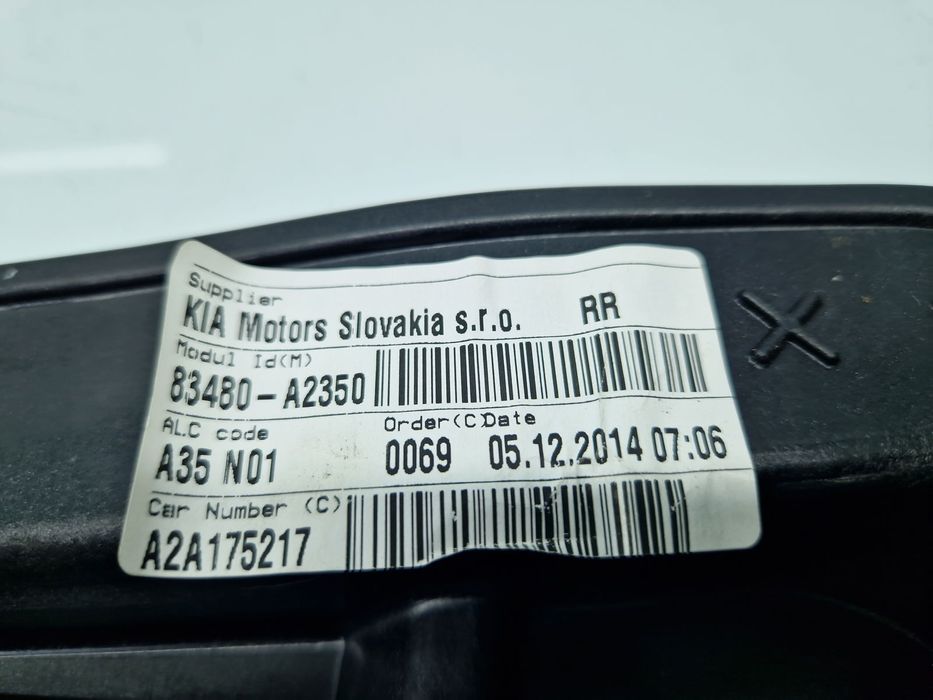 Supplier
KIA Motors Slovakia s.r.o. RR
Modul Id(M)
83480-A2350
ALC code Order(C)Date
A35 N01 0069 05.12.2014 07:06
Car Number (C)
A2A175217